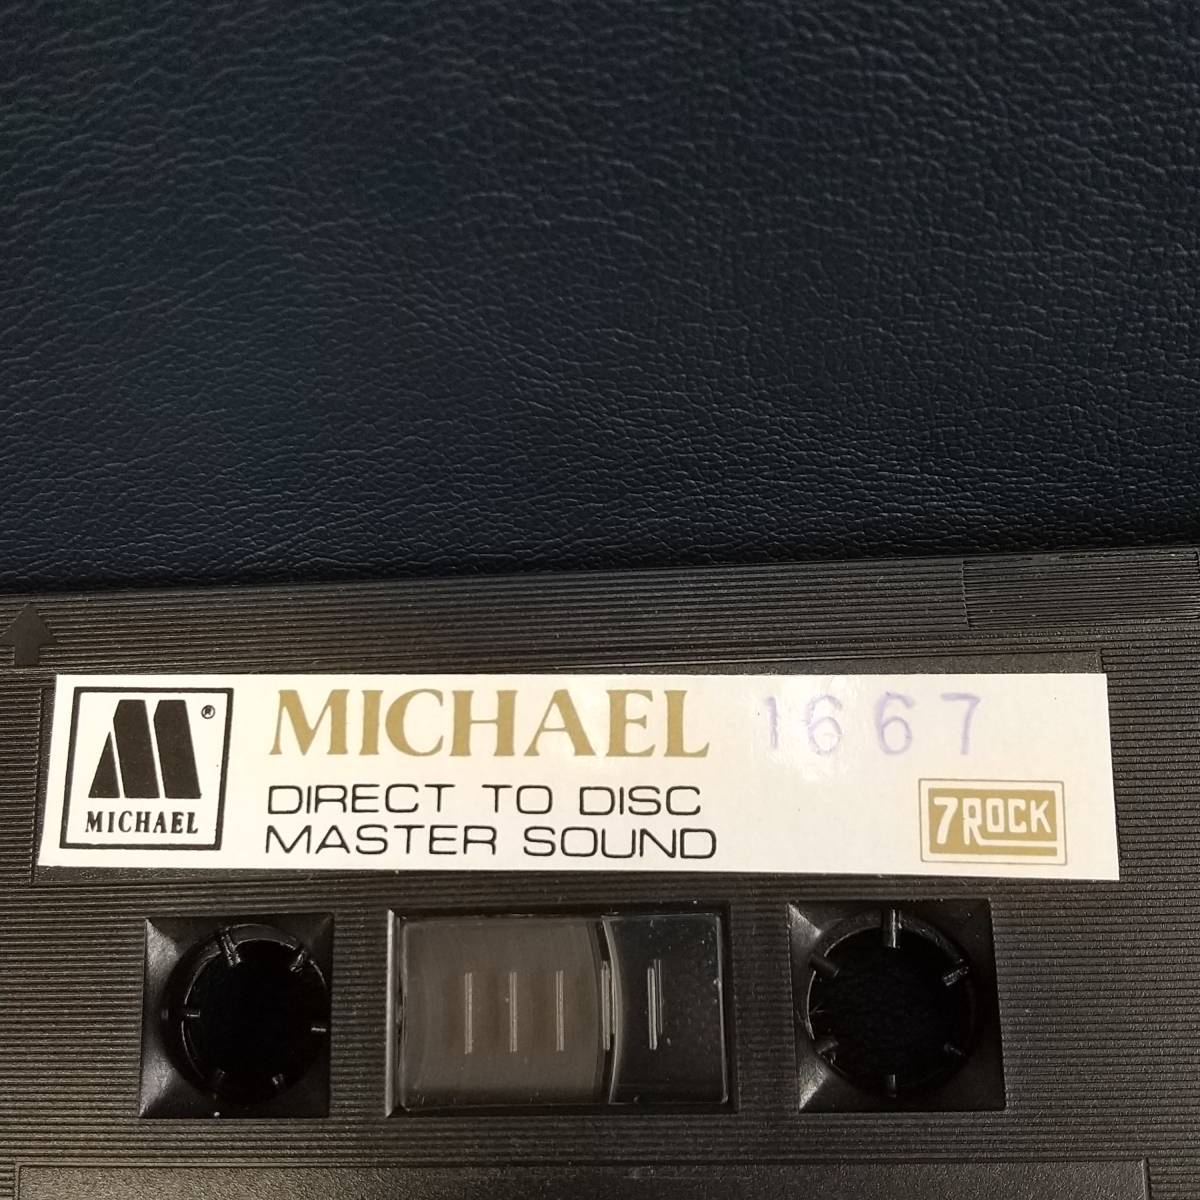 MICHAEL 1667
®
MICHAEL
DIRECT TO DISC
MASTER SOUND
7ROCK